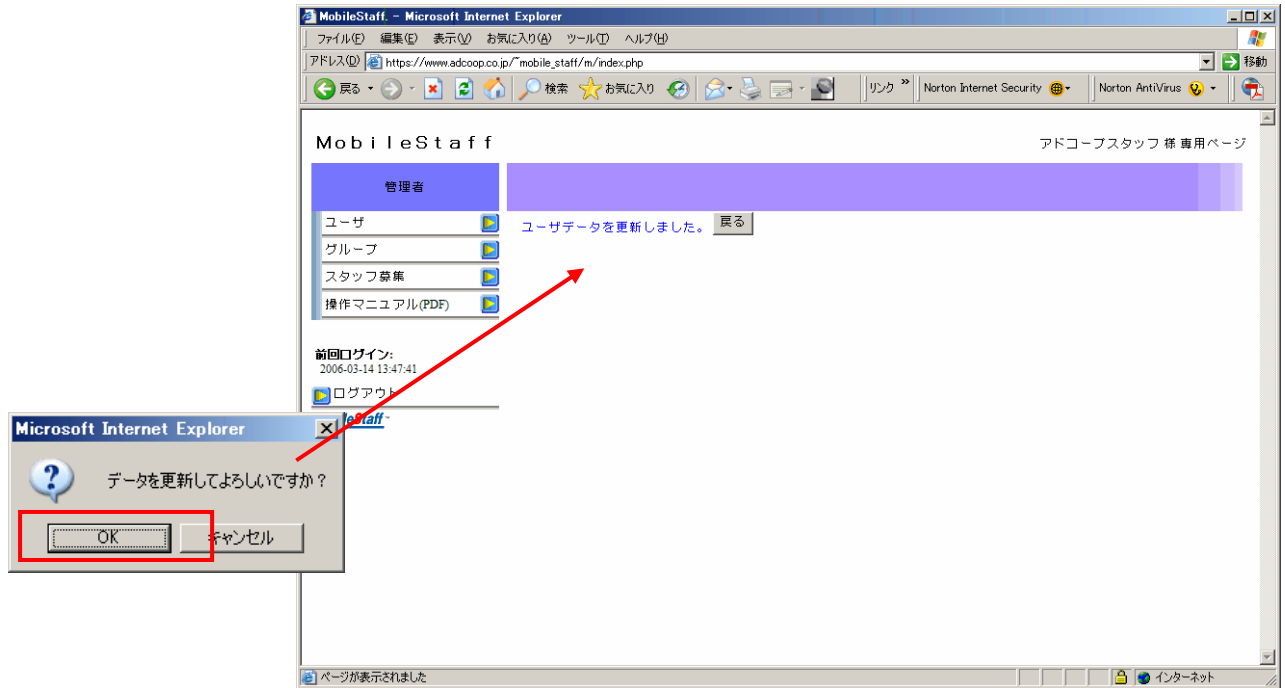 MobileStaff. - Microsoft Internet Explorer
ファイル(F) 編集(E) 表示(V) お気に入り(A) ツール(T) ヘルプ(H)
アドレス(D) https://www.adcoop.co.jp/~mobile_staff/m/index.php 移動
戻る 検索 お気に入り リンク » Norton Internet Security Norton AntiVirus
MobileStaff アドコープスタッフ 様 専用ページ
管理者
ユーザ
グループ
スタッフ募集
操作マニュアル(PDF)
ユーザデータを更新しました。 戻る
前回ログイン:
2006-03-14 13:47:41
ログアウト
eStaff
Microsoft Internet Explorer
データを更新してよろしいですか？
OK キャンセル
ページが表示されました インターネット